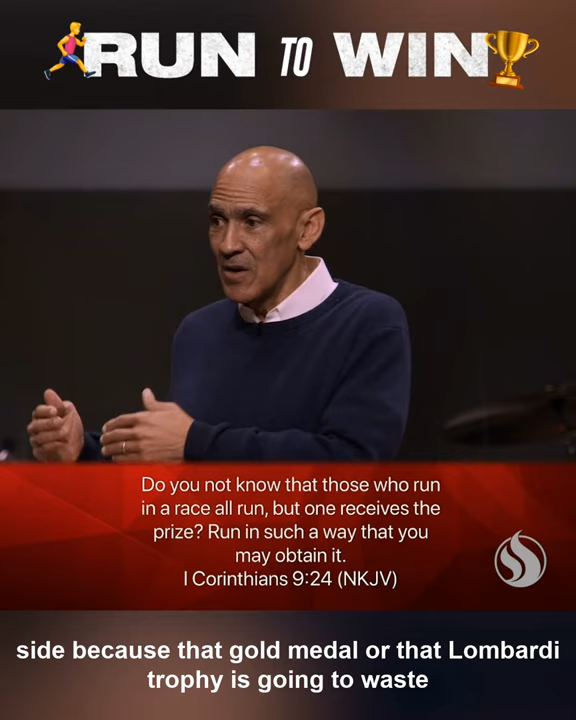 RUN TO WIN
Do you not know that those who run
in a race all run, but one receives the
prize? Run in such a way that you
may obtain it.
I Corinthians 9:24 (NKJV)
side because that gold medal or that Lombardi
trophy is going to waste